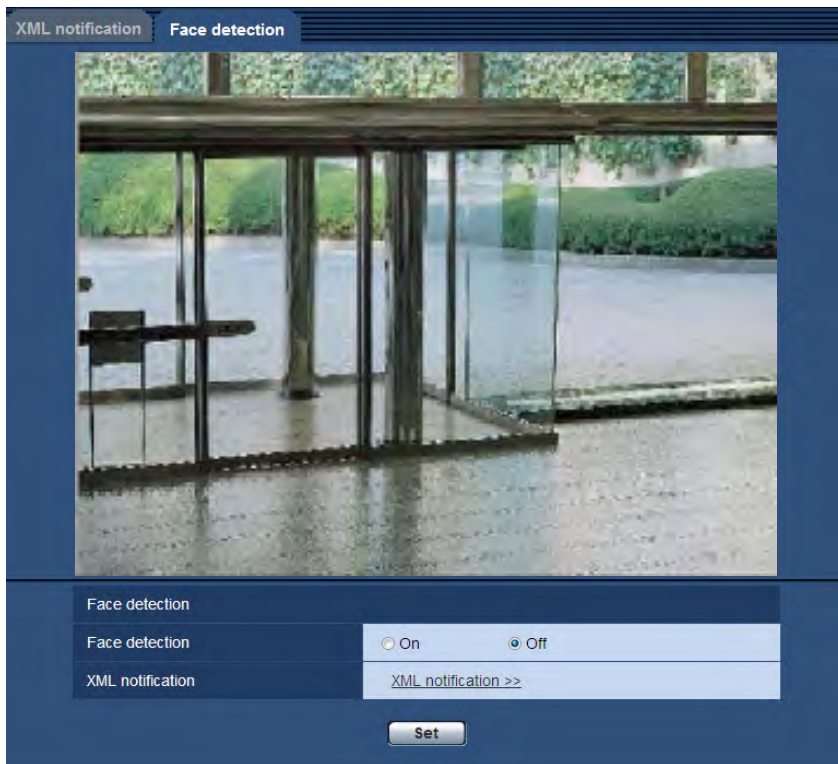 XML notification Face detection
Face detection
Face detection On Off
XML notification XML notification >>
Set